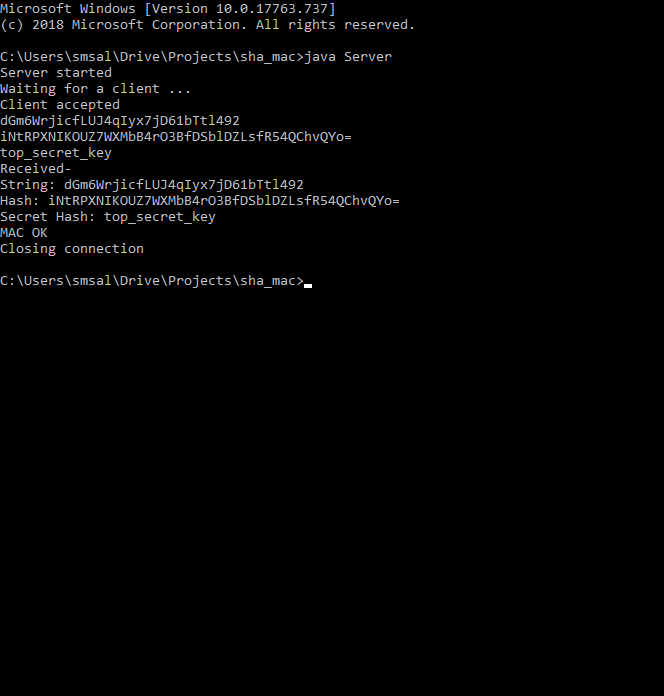 Microsoft Windows [Version 10.0.17763.737]
(c) 2018 Microsoft Corporation. All rights reserved.
C:\Users\smsal\Drive\Projects\sha_mac>java Server
Server started
Waiting for a client ...
Client accepted
dGm6WrjicfLUJ4qIyx7jD61bTtl492
iNtRPXNIKOUZ7WXMbB4rO3BfDSblDZLsfR54QChvQYo=
top_secret_key
Received-
String: dGm6WrjicfLUJ4qIyx7jD61bTtl492
Hash: iNtRPXNIKOUZ7WXMbB4rO3BfDSblDZLsfR54QChvQYo=
Secret Hash: top_secret_key
MAC OK
Closing connection
C:\Users\smsal\Drive\Projects\sha_mac>